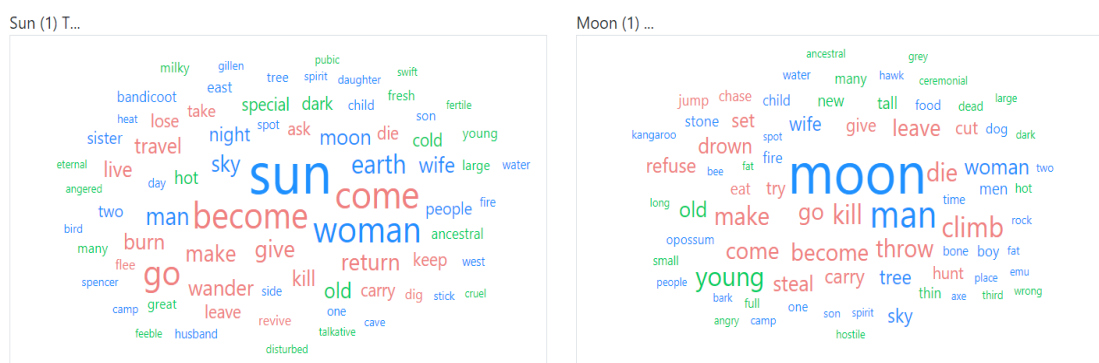 Sun (1) T...
pubic
milky gillen swift
east tree spirit daughter
bandicoot special dark child fresh fertile
heat lose take spot ask son
sister travel night moon die cold young
eternal live sky sun earth wife large water
angered day hot come
two man become woman people fire
bird burn make give ancestral
many flee return keep west
spencer go wander side kill old carry dig stick cruel
camp great leave revive one cave
feeble husband talkative
disturbed
Moon (1) ...
ancestral grey
water many hawk ceremonial
jump chase child new tall food dead large
kangaroo stone set spot wife give leave cut dog dark
drown fire
refuse bee fat moon die woman two
long eat try men hot
old make go kill man time rock
opossum come become throw climb
small bone boy fat
people young steal carry tree hunt place emu
bark full one thin axe third wrong
angry camp son spirit sky
hostile